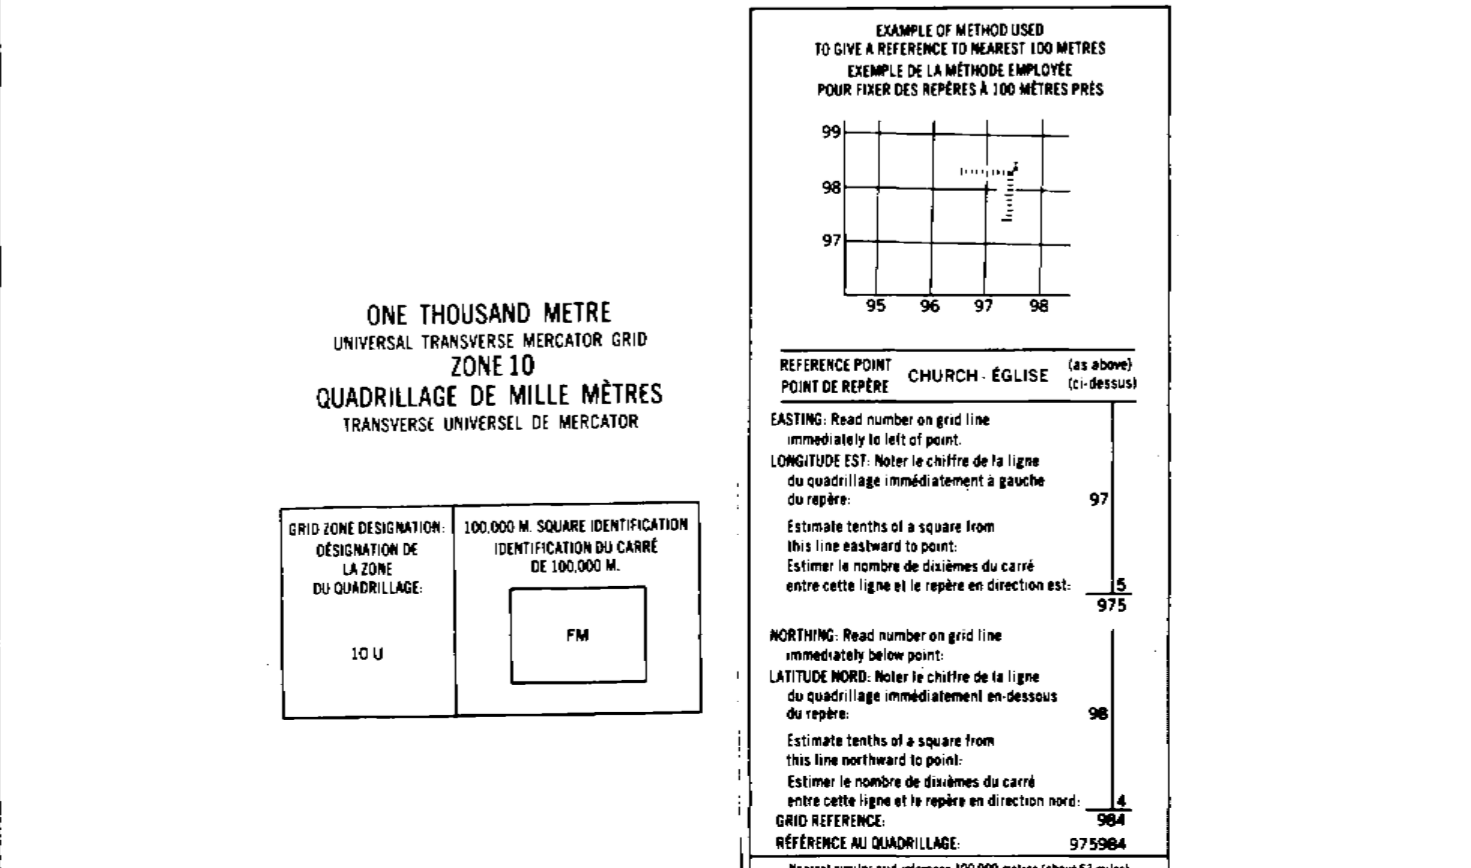 ONE THOUSAND METRE
UNIVERSAL TRANSVERSE MERCATOR GRID
ZONE 10
QUADRILLAGE DE MILLE MÈTRES
TRANSVERSE UNIVERSEL DE MERCATOR
GRID ZONE DESIGNATION:
DÉSIGNATION DE
LA ZONE
DU QUADRILLAGE:
10 U
100,000 M. SQUARE IDENTIFICATION
IDENTIFICATION DU CARRÉ
DE 100,000 M.
FM
EXAMPLE OF METHOD USED
TO GIVE A REFERENCE TO NEAREST 100 METRES
EXEMPLE DE LA MÉTHODE EMPLOYÉE
POUR FIXER DES REPÈRES À 100 MÈTRES PRÈS
99
98
97
95 96 97 98
REFERENCE POINT
POINT DE REPÈRE
CHURCH - ÉGLISE
(as above)
(ci-dessus)
EASTING: Read number on grid line
immediately to left of point.
LONGITUDE EST: Noter le chiffre de la ligne
du quadrillage immédiatement à gauche
du repère: 97
Estimate tenths of a square from
this line eastward to point:
Estimer le nombre de dixièmes du carré
entre cette ligne et le repère en direction est: 5
975
NORTHING: Read number on grid line
immediately below point:
LATITUDE NORD: Noter le chiffre de la ligne
du quadrillage immédiatement en-dessous
du repère: 98
Estimate tenths of a square from
this line northward to point:
Estimer le nombre de dixièmes du carré
entre cette ligne et le repère en direction nord: 4
GRID REFERENCE: 984
RÉFÉRENCE AU QUADRILLAGE: 975984